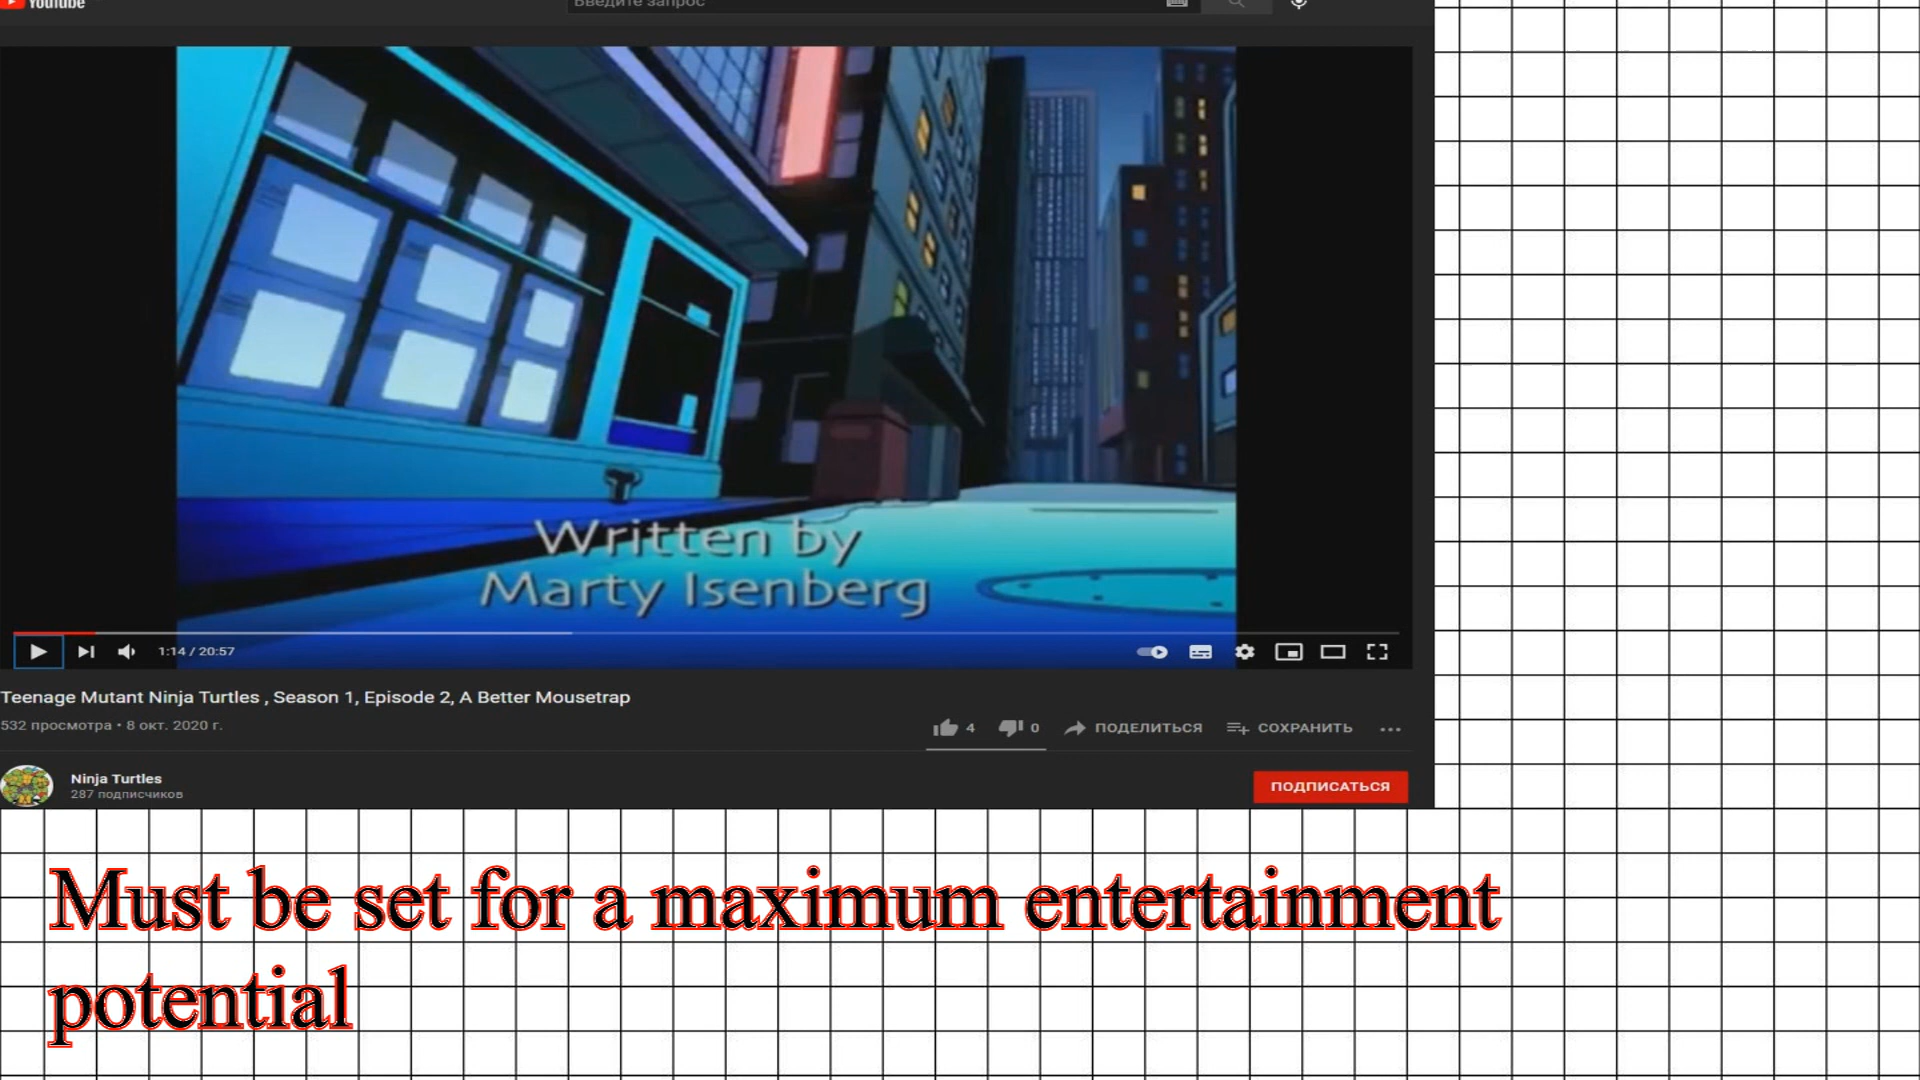 YouTube
Введите запрос
Written by
Marty Isenberg
1:14 / 20:57
Teenage Mutant Ninja Turtles , Season 1, Episode 2, A Better Mousetrap
532 просмотра • 8 окт. 2020 г.
4 0 ПОДЕЛИТЬСЯ СОХРАНИТЬ
Ninja Turtles
287 подписчиков
ПОДПИСАТЬСЯ
Must be set for a maximum entertainment
potential